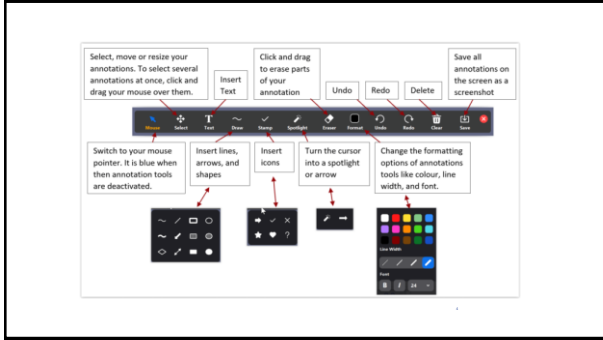 Select, move or resize your
annotations. To select several
annotations at once, click and
drag your mouse over them.
Insert
Text
Click and drag
to erase parts
of your
annotation
Undo
Redo
Delete
Save all
annotations on
the screen as a
screenshot
Mouse
Select
Text
Draw
Stamp
Spotlight
Eraser
Format
Undo
Redo
Clear
Save
Switch to your mouse
pointer. It is blue when
then annotation tools
are deactivated.
Insert lines,
arrows, and
shapes
Insert
icons
Turn the cursor
into a spotlight
or arrow
Change the formatting
options of annotations
tools like colour, line
width, and font.
Line Width
Font
B
I
24